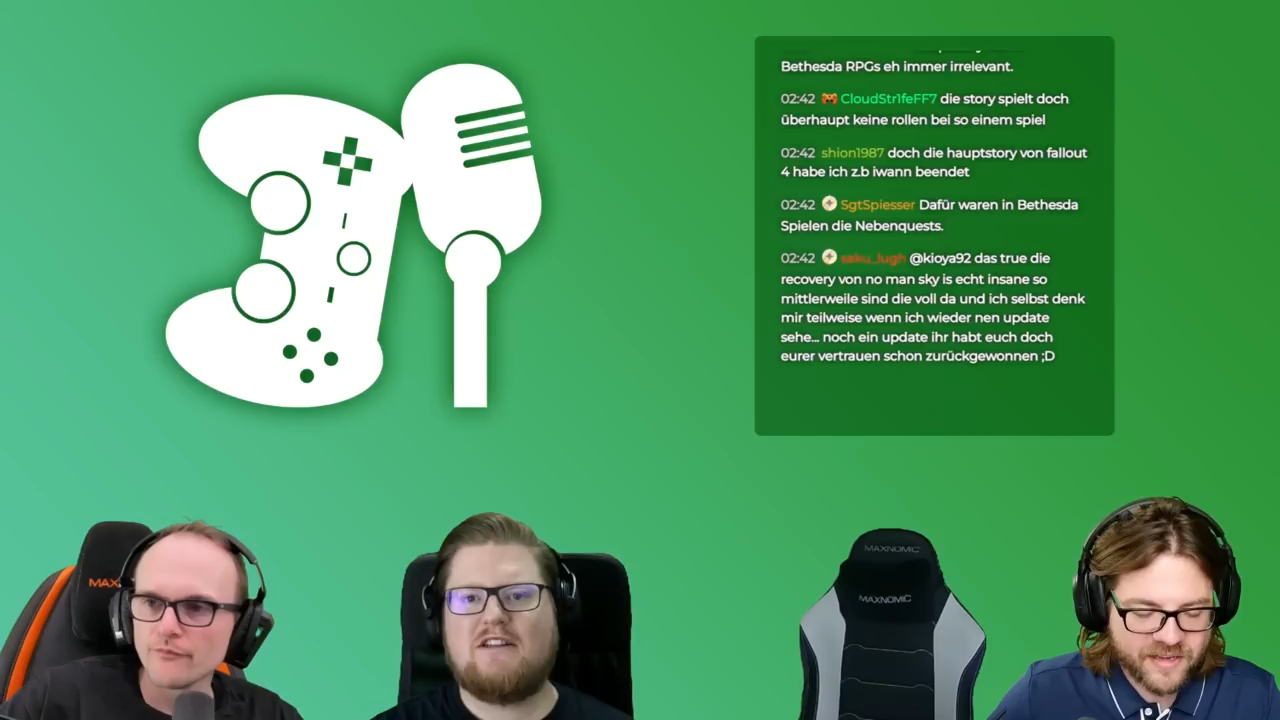 Bethesda RPGs eh immer irrelevant.
02:42 CloudStr1feFF7 die story spielt doch
überhaupt keine rollen bei so einem spiel
02:42 shion1987 doch die hauptstory von fallout
4 habe ich z.b iwann beendet
02:42 SgtSpiesser Dafür waren in Bethesda
Spielen die Nebenquests.
02:42 saku_lugh @kioya92 das true die
recovery von no man sky is echt insane so
mittlerweile sind die voll da und ich selbst denk
mir teilweise wenn ich wieder nen update
sehe... noch ein update ihr habt euch doch
eurer vertrauen schon zurückgewonnen ;D
MAXNOMIC
MAXNOMIC